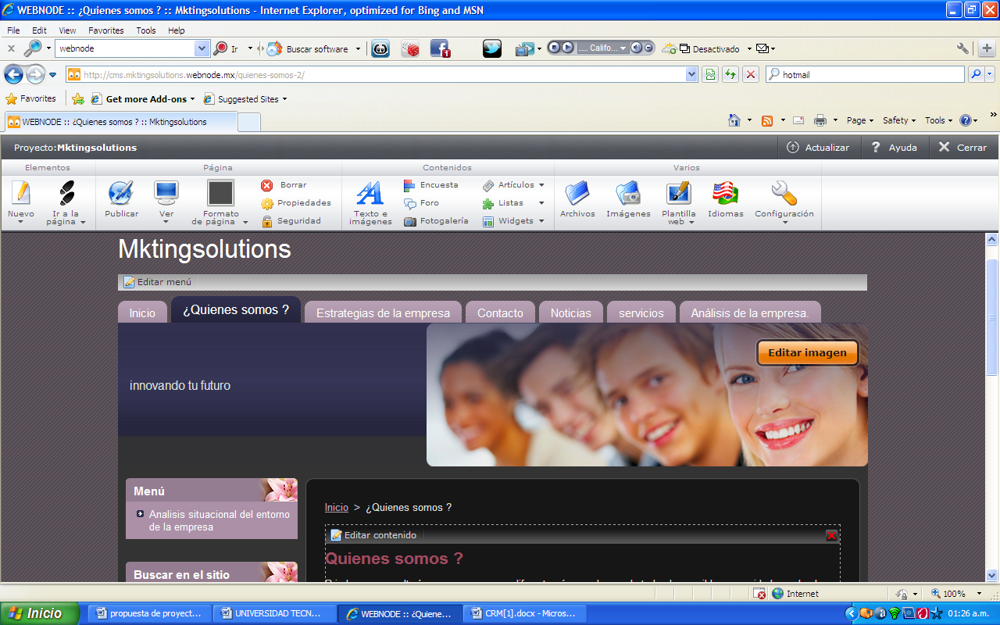 WEBNODE :: ¿Quienes somos ? :: Mktingsolutions - Internet Explorer, optimized for Bing and MSN
File Edit View Favorites Tools Help
webnode Ir Buscar software 1 ..... Califo... Desactivado
http://cms.mktingsolutions.webnode.mx/quienes-somos-2/ hotmail
Favorites Get more Add-ons Suggested Sites
WEBNODE :: ¿Quienes somos ? :: Mktingsolutions Page Safety Tools
Proyecto:Mktingsolutions Actualizar Ayuda Cerrar
Elementos Página Contenidos Varios
Nuevo Ir a la página Publicar Ver Formato de página Borrar Propiedades Seguridad Texto e imágenes Encuesta Foro Fotogalería Artículos Listas Widgets Archivos Imágenes Plantilla web Idiomas Configuración
Mktingsolutions
Editar menú
Inicio ¿Quienes somos ? Estrategias de la empresa Contacto Noticias servicios Análisis de la empresa.
Editar imagen
innovando tu futuro
Menú
Analisis situacional del entorno
de la empresa
Buscar en el sitio
Inicio > ¿Quienes somos ?
Editar contenido
Quienes somos ?
Internet 100%
Inicio propuesta de proyect... UNIVERSIDAD TECN... WEBNODE :: ¿Quiene... CRM[1].docx - Micros... 01:26 a.m.